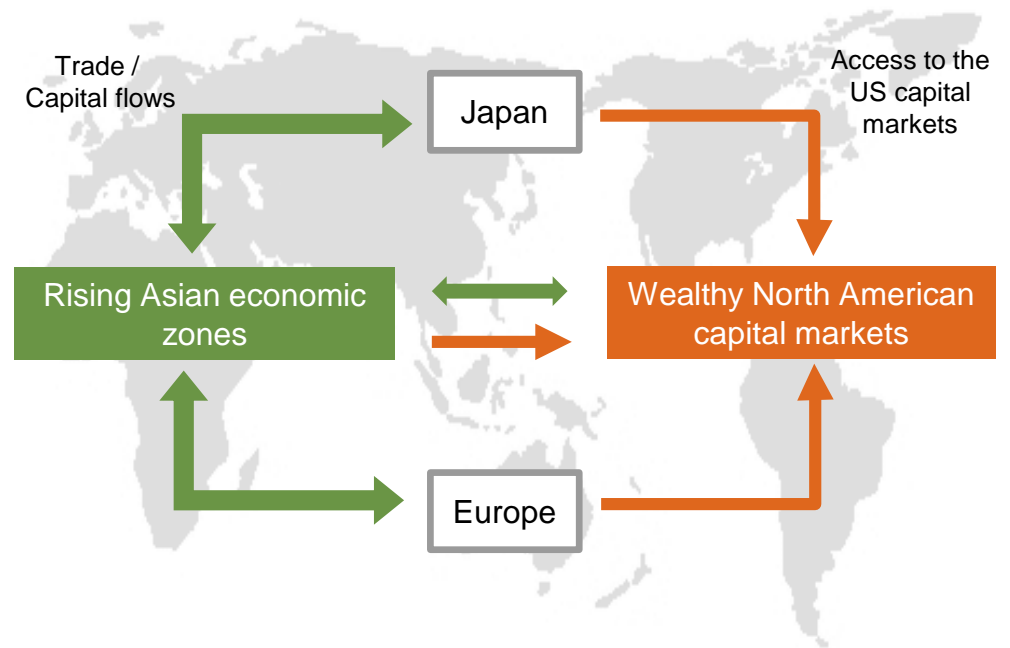 Trade /
Capital flows
Japan
Access to the
US capital
markets
Rising Asian economic
zones
Wealthy North American
capital markets
Europe